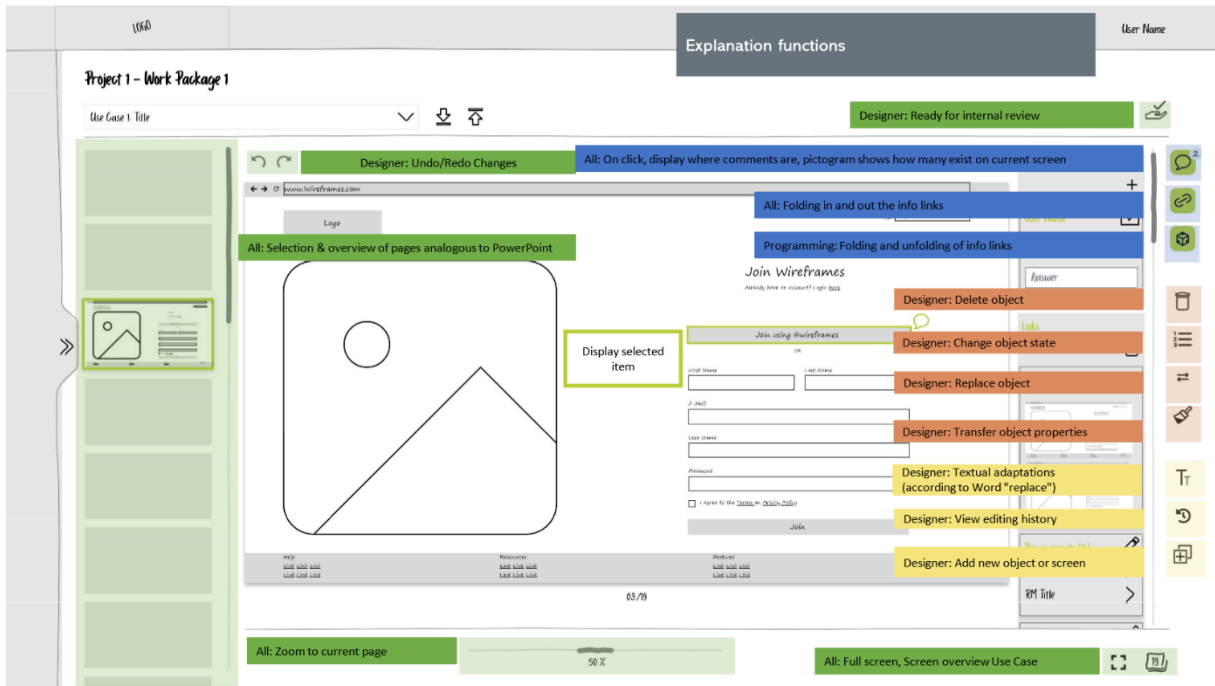 LOGO
Explanation functions
User Name
Project 1 - Work Package 1
Use Case 1: Title
Designer: Ready for internal review
Designer: Undo/Redo Changes
All: On click, display where comments are, pictogram shows how many exist on current screen
2
www.Wireframes.com
All: Folding in and out the info links
Logo
All: Selection & overview of pages analogous to PowerPoint
Programming: Folding and unfolding of info links
Join Wireframes
Already have an account? Login here
Answer
Designer: Delete object
Links
Join using @wireframes
OR
Designer: Change object state
Display selected
item
First Name
Last Name
Designer: Replace object
E-Mail
Designer: Transfer object properties
User Name
Password
Designer: Textual adaptations
(according to Word "replace")
I agree to the Terms an Privacy Policy
Designer: View editing history
Join
Help
Ressources
Features
Link Link Link
Link Link Link
Link Link Link
Link Link Link
Link Link Link
Link Link Link
Designer: Add new object or screen
03/19
RM Title
All: Zoom to current page
50 %
All: Full screen, Screen overview Use Case
19